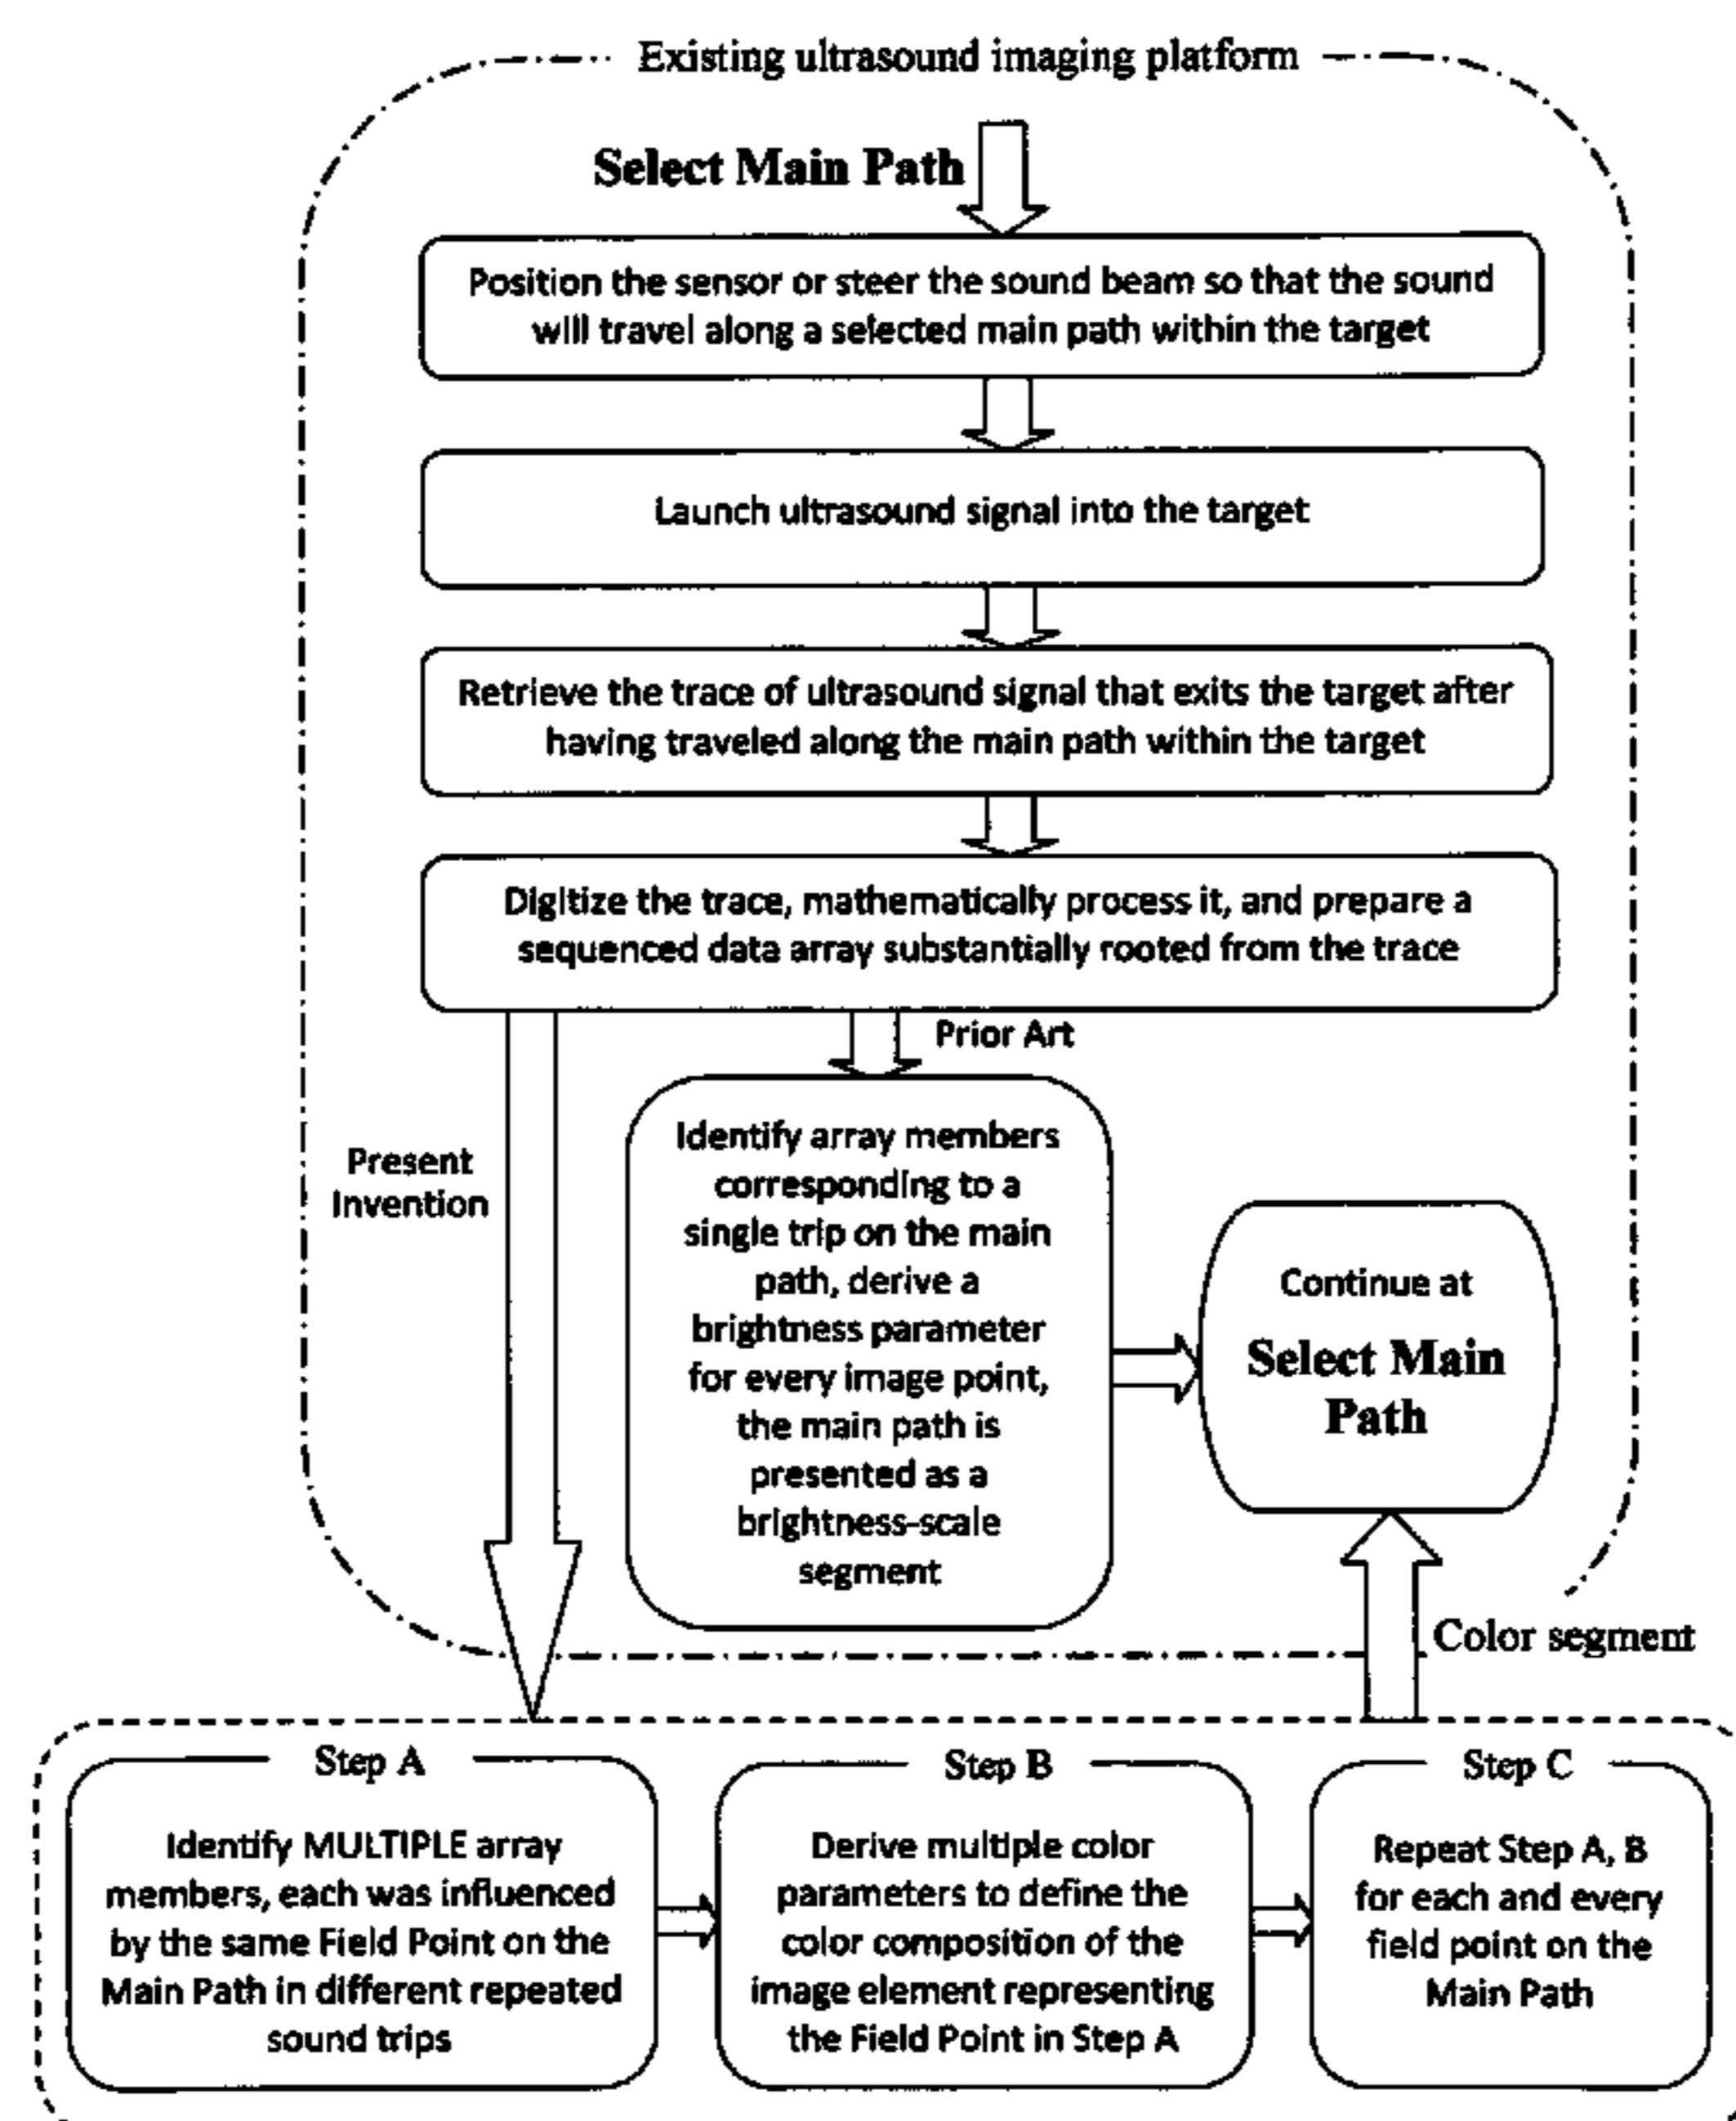 Existing ultrasound imaging platform
Select Main Path
Position the sensor or steer the sound beam so that the sound
will travel along a selected main path within the target
Launch ultrasound signal into the target
Retrieve the trace of ultrasound signal that exits the target after
having traveled along the main path within the target
Digitize the trace, mathematically process it, and prepare a
sequenced data array substantially rooted from the trace
Prior Art
Present
Invention
Identify array members
corresponding to a
single trip on the main
path, derive a
brightness parameter
for every image point,
the main path is
presented as a
brightness-scale
segment
Continue at
Select Main
Path
Color segment
Step A
Identify MULTIPLE array
members, each was influenced
by the same Field Point on the
Main Path in different repeated
sound trips
Step B
Derive multiple color
parameters to define the
color composition of the
image element representing
the Field Point in Step A
Step C
Repeat Step A, B
for each and every
field point on the
Main Path